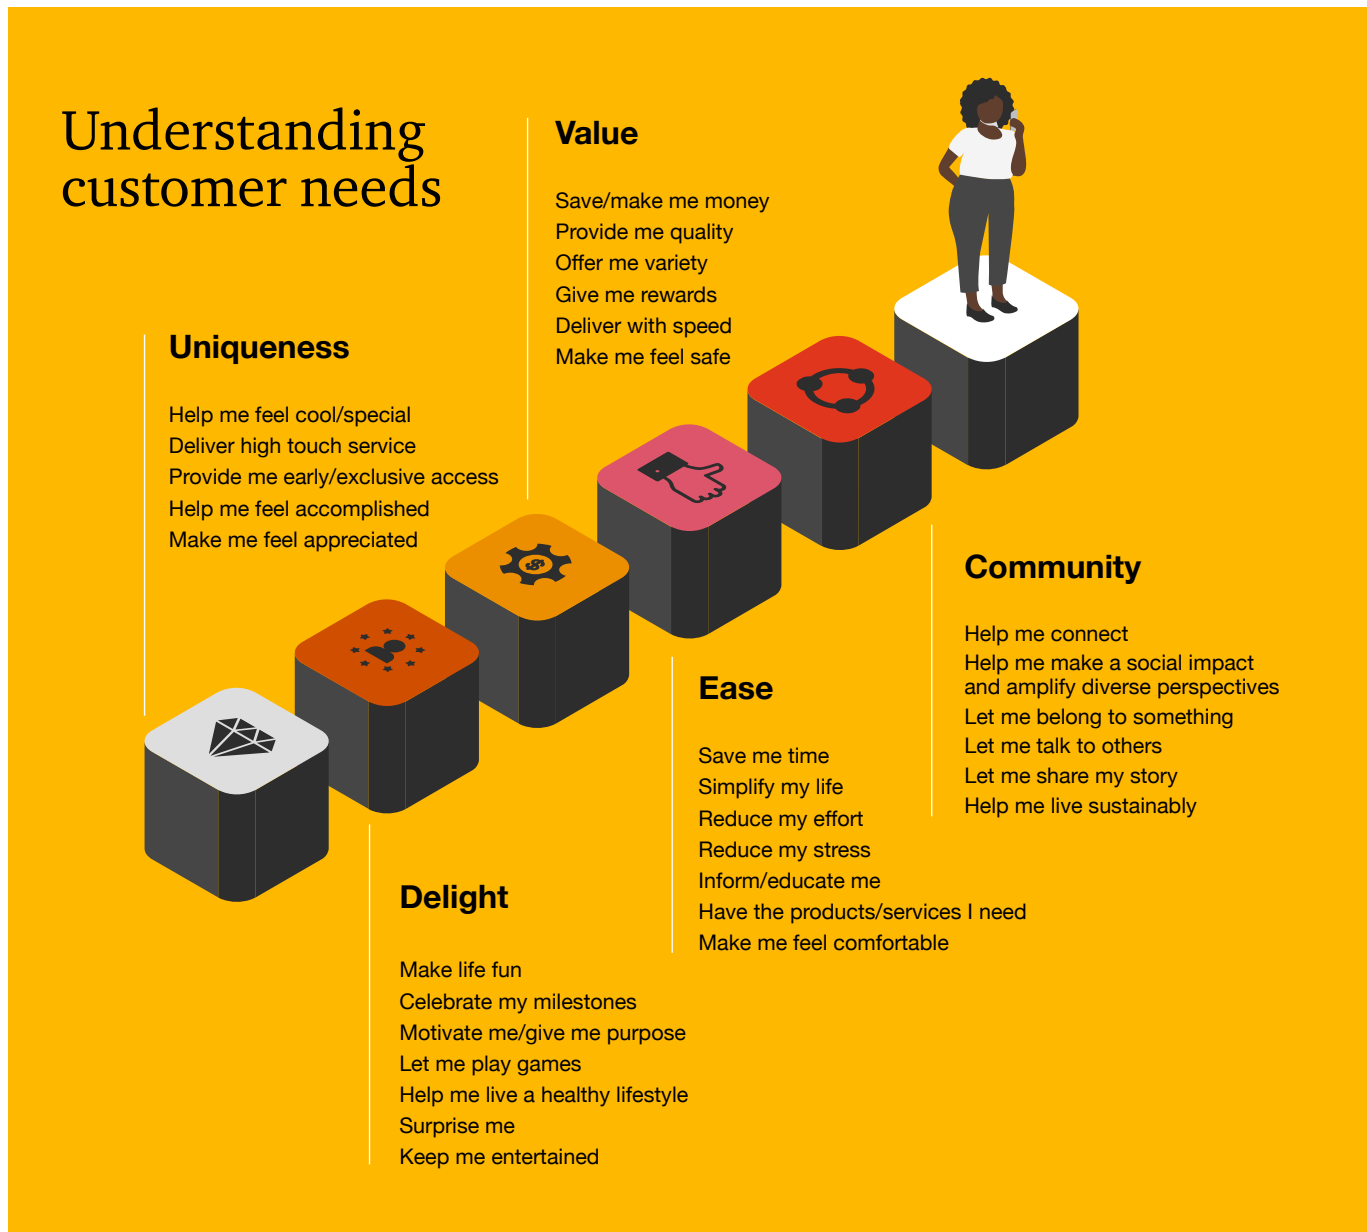 Understanding
customer needs
Uniqueness
Help me feel cool/special
Deliver high touch service
Provide me early/exclusive access
Help me feel accomplished
Make me feel appreciated
Delight
Make life fun
Celebrate my milestones
Motivate me/give me purpose
Let me play games
Help me live a healthy lifestyle
Surprise me
Keep me entertained
Value
Save/make me money
Provide me quality
Offer me variety
Give me rewards
Deliver with speed
Make me feel safe
Ease
Save me time
Simplify my life
Reduce my effort
Reduce my stress
Inform/educate me
Have the products/services I need
Make me feel comfortable
Community
Help me connect
Help me make a social impact
and amplify diverse perspectives
Let me belong to something
Let me talk to others
Let me share my story
Help me live sustainably
$